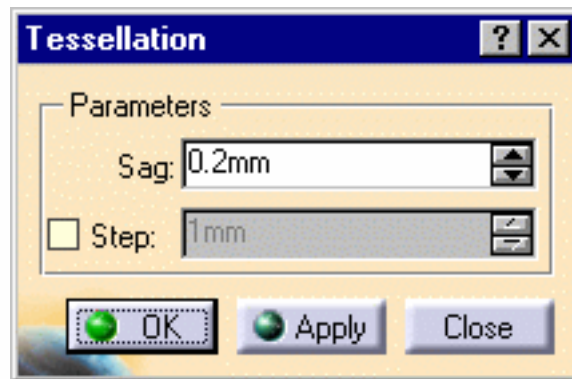 Tessellation ?
Parameters
Sag: 0.2mm
Step: 1mm
OK Apply Close